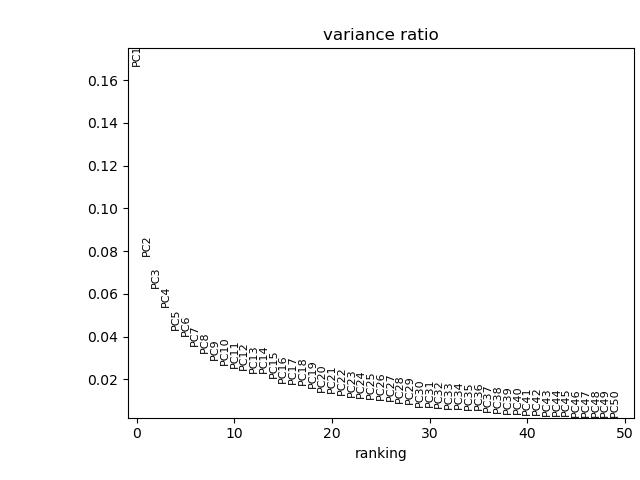 variance ratio
0.16
0.14
0.12
0.10
0.08
0.06
0.04
0.02
PC1
PC2
PC3
PC4
PC5
PC6
PC7
PC8
PC9
PC10
PC11
PC12
PC13
PC14
PC15
PC16
PC17
PC18
PC19
PC20
PC21
PC22
PC23
PC24
PC25
PC26
PC27
PC28
PC29
PC30
PC31
PC32
PC33
PC34
PC35
PC36
PC37
PC38
PC39
PC40
PC41
PC42
PC43
PC44
PC45
PC46
PC47
PC48
PC49
PC50
0 10 20 30 40 50
ranking